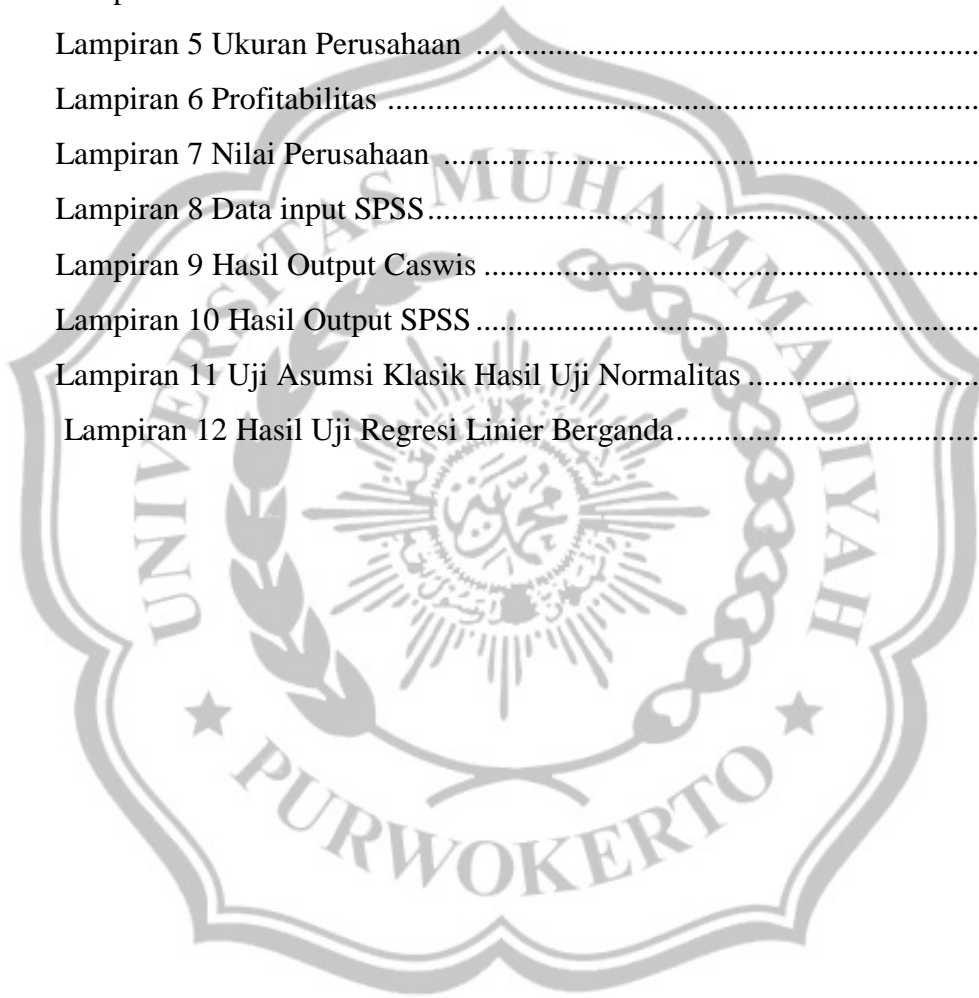 Lampiran 5 Ukuran Perusahaan ................................................................
Lampiran 6 Profitabilitas ...........................................................................
Lampiran 7 Nilai Perusahaan ....................................................................
Lampiran 8 Data input SPSS......................................................................
Lampiran 9 Hasil Output Caswis ...............................................................
Lampiran 10 Hasil Output SPSS................................................................
Lampiran 11 Uji Asumsi Klasik Hasil Uji Normalitas .............................
Lampiran 12 Hasil Uji Regresi Linier Berganda......................................
UNIVERSITAS MUHAMMADIYAH
PURWOKERTO